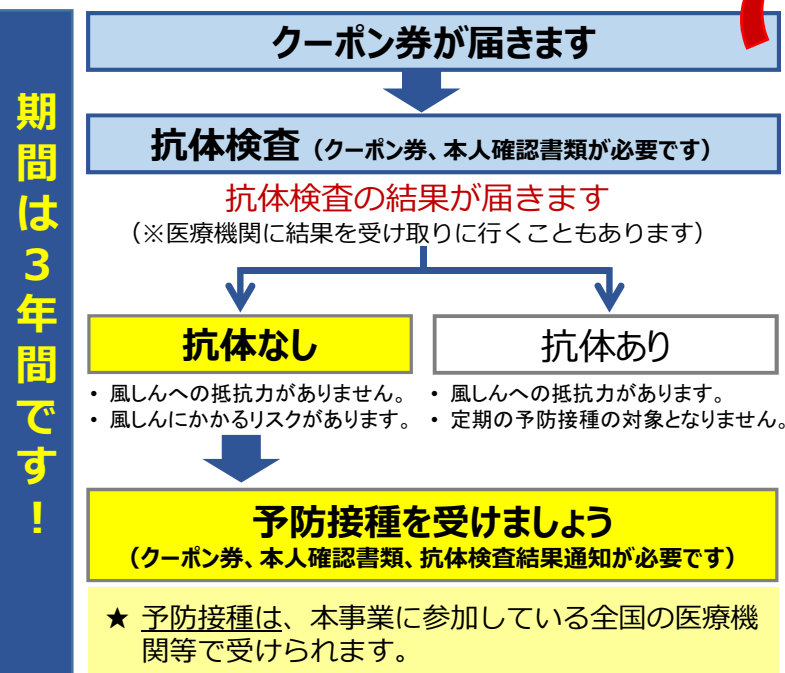 期間は3年間です！
クーポン券が届きます
抗体検査（クーポン券、本人確認書類が必要です）
抗体検査の結果が届きます
（※医療機関に結果を受け取りに行くこともあります）
抗体なし
・ 風しんへの抵抗力がありません。
・ 風しんにかかるリスクがあります。
抗体あり
・ 風しんへの抵抗力があります。
・ 定期の予防接種の対象となりません。
予防接種を受けましょう
（クーポン券、本人確認書類、抗体検査結果通知が必要です）
★ 予防接種は、本事業に参加している全国の医療機
関等で受けられます。